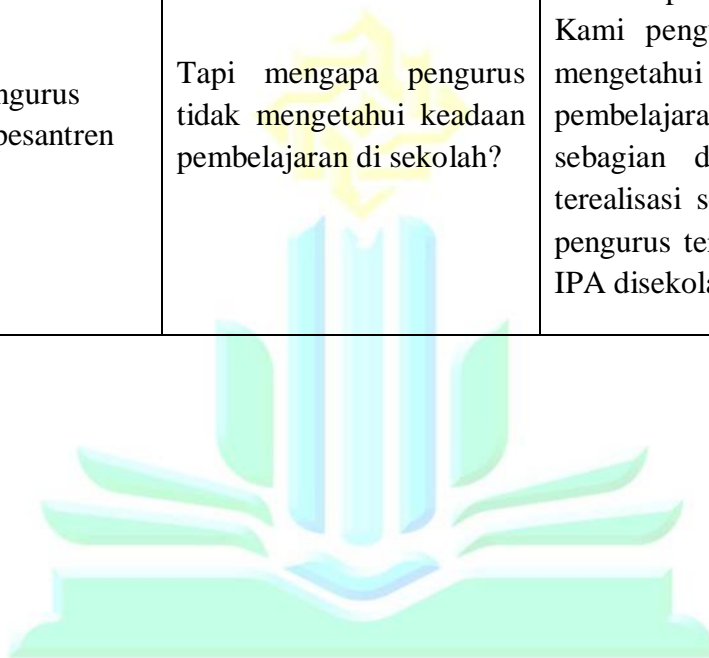 ngurus
pesantren
Tapi mengapa pengurus
tidak mengetahui keadaan
pembelajaran di sekolah?
Kami peng
mengetahui
pembelajara
sebagian d
terealisasi s
pengurus te
IPA disekola